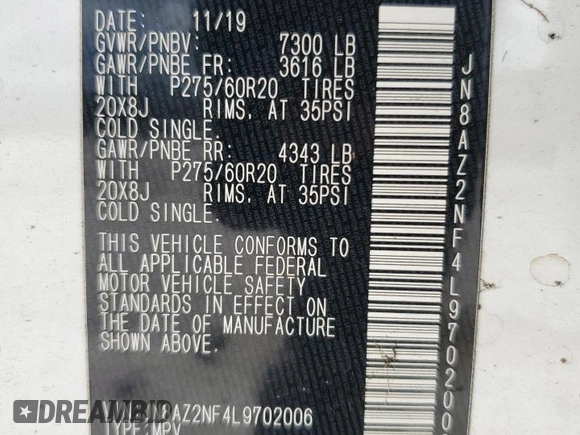 DATE: 11/19
GVWR/PNBV: 7300 LB
GAWR/PNBE FR: 3616 LB
WITH P275/60R20 TIRES
20X8J RIMS, AT 35PSI
COLD SINGLE.
GAWR/PNBE RR: 4343 LB
WITH P275/60R20 TIRES
20X8J RIMS, AT 35PSI
COLD SINGLE.
THIS VEHICLE CONFORMS TO
ALL APPLICABLE FEDERAL
MOTOR VEHICLE SAFETY
STANDARDS IN EFFECT ON
THE DATE OF MANUFACTURE
SHOWN ABOVE.
JN8AZ2NF4L9702006
TYPE:MPV
JN8AZ2NF4L970200
DEALERSHIP
AUCTIONS